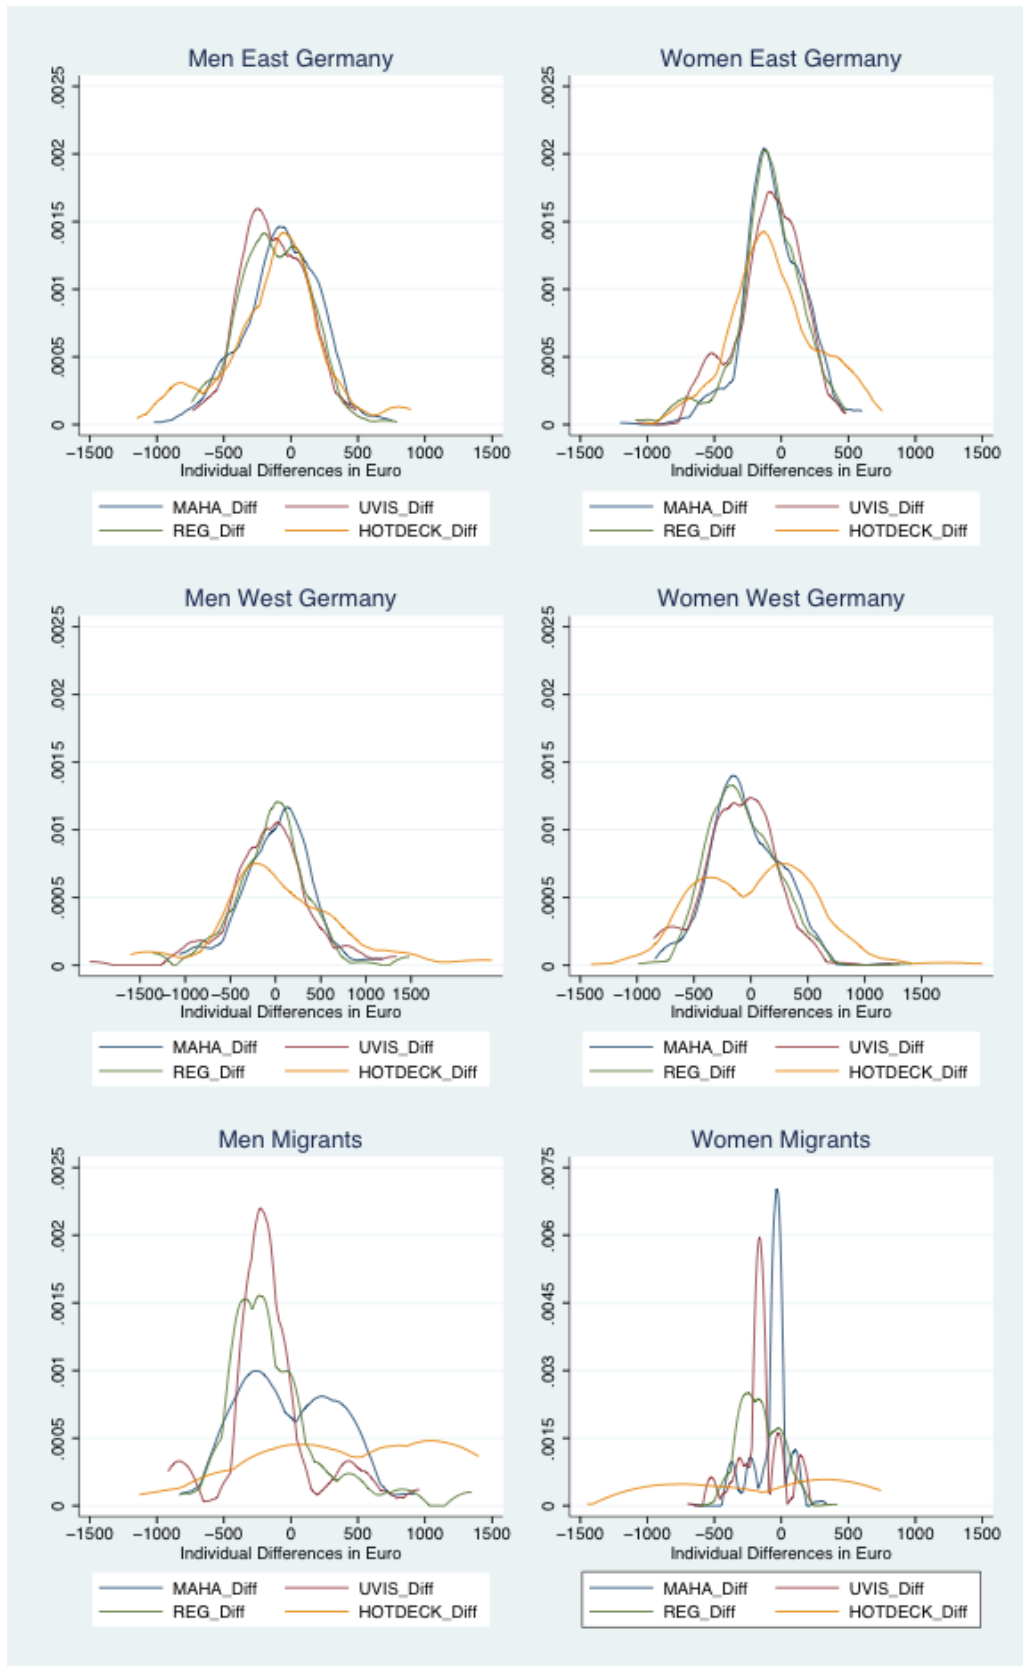 Men East Germany
Women East Germany
.0025
.002
.0015
.001
.0005
0
−1500 −1000 −500 0 500 1000 1500
Individual Differences in Euro
MAHA_Diff UVIS_Diff
REG_Diff HOTDECK_Diff
.0025
.002
.0015
.001
.0005
0
−1500 −1000 −500 0 500 1000 1500
Individual Differences in Euro
MAHA_Diff UVIS_Diff
REG_Diff HOTDECK_Diff
Men West Germany
Women West Germany
.0025
.002
.0015
.001
.0005
0
−1500−1000−500 0 500 1000 1500
Individual Differences in Euro
MAHA_Diff UVIS_Diff
REG_Diff HOTDECK_Diff
.0025
.002
.0015
.001
.0005
0
−1500 −1000 −500 0 500 1000 1500
Individual Differences in Euro
MAHA_Diff UVIS_Diff
REG_Diff HOTDECK_Diff
Men Migrants
Women Migrants
.0025
.002
.0015
.001
.0005
0
−1500 −1000 −500 0 500 1000 1500
Individual Differences in Euro
MAHA_Diff UVIS_Diff
REG_Diff HOTDECK_Diff
.0075
.006
.0045
.003
.0015
0
−1500 −1000 −500 0 500 1000 1500
Individual Differences in Euro
MAHA_Diff UVIS_Diff
REG_Diff HOTDECK_Diff